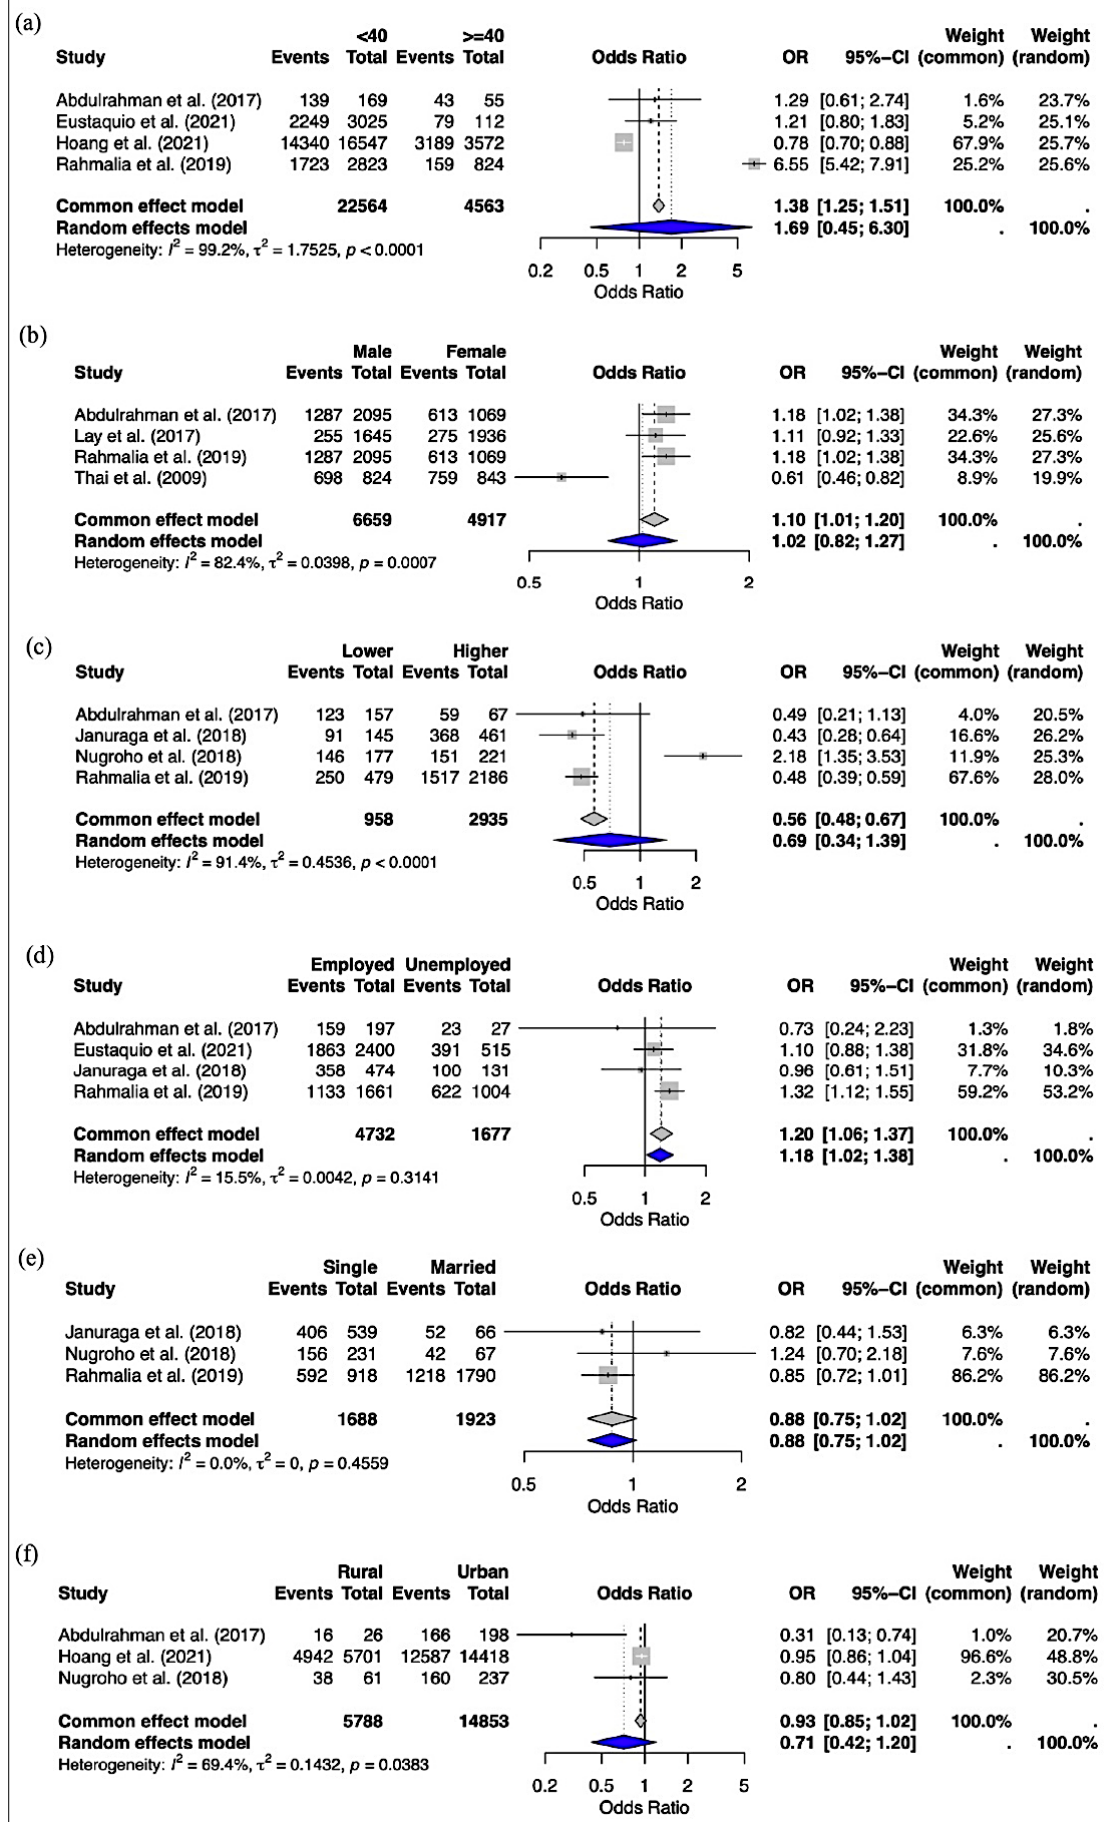 (a)
<40 >=40 Weight Weight
Study Events Total Events Total Odds Ratio OR 95%−CI (common) (random)
Abdulrahman et al. (2017) 139 169 43 55 1.29 [0.61; 2.74] 1.6% 23.7%
Eustaquio et al. (2021) 2249 3025 79 112 1.21 [0.80; 1.83] 5.2% 25.1%
Hoang et al. (2021) 14340 16547 3189 3572 0.78 [0.70; 0.88] 67.9% 25.7%
Rahmalia et al. (2019) 1723 2823 159 824 6.55 [5.42; 7.91] 25.2% 25.6%
Common effect model 22564 4563 1.38 [1.25; 1.51] 100.0% .
Random effects model 1.69 [0.45; 6.30] . 100.0%
Heterogeneity: I² = 99.2%, τ² = 1.7525, p < 0.0001
0.2 0.5 1 2 5
Odds Ratio
(b)
Male Female Weight Weight
Study Events Total Events Total Odds Ratio OR 95%−CI (common) (random)
Abdulrahman et al. (2017) 1287 2095 613 1069 1.18 [1.02; 1.38] 34.3% 27.3%
Lay et al. (2017) 255 1645 275 1936 1.11 [0.92; 1.33] 22.6% 25.6%
Rahmalia et al. (2019) 1287 2095 613 1069 1.18 [1.02; 1.38] 34.3% 27.3%
Thai et al. (2009) 698 824 759 843 0.61 [0.46; 0.82] 8.9% 19.9%
Common effect model 6659 4917 1.10 [1.01; 1.20] 100.0% .
Random effects model 1.02 [0.82; 1.27] . 100.0%
Heterogeneity: I² = 82.4%, τ² = 0.0398, p = 0.0007
0.5 1 2
Odds Ratio
(c)
Lower Higher Weight Weight
Study Events Total Events Total Odds Ratio OR 95%−CI (common) (random)
Abdulrahman et al. (2017) 123 157 59 67 0.49 [0.21; 1.13] 4.0% 20.5%
Januraga et al. (2018) 91 145 368 461 0.43 [0.28; 0.64] 16.6% 26.2%
Nugroho et al. (2018) 146 177 151 221 2.18 [1.35; 3.53] 11.9% 25.3%
Rahmalia et al. (2019) 250 479 1517 2186 0.48 [0.39; 0.59] 67.6% 28.0%
Common effect model 958 2935 0.56 [0.48; 0.67] 100.0% .
Random effects model 0.69 [0.34; 1.39] . 100.0%
Heterogeneity: I² = 91.4%, τ² = 0.4536, p < 0.0001
0.5 1 2
Odds Ratio
(d)
Employed Unemployed Weight Weight
Study Events Total Events Total Odds Ratio OR 95%−CI (common) (random)
Abdulrahman et al. (2017) 159 197 23 27 0.73 [0.24; 2.23] 1.3% 1.8%
Eustaquio et al. (2021) 1863 2400 391 515 1.10 [0.88; 1.38] 31.8% 34.6%
Januraga et al. (2018) 358 474 100 131 0.96 [0.61; 1.51] 7.7% 10.3%
Rahmalia et al. (2019) 1133 1661 622 1004 1.32 [1.12; 1.55] 59.2% 53.2%
Common effect model 4732 1677 1.20 [1.06; 1.37] 100.0% .
Random effects model 1.18 [1.02; 1.38] . 100.0%
Heterogeneity: I² = 15.5%, τ² = 0.0042, p = 0.3141
0.5 1 2
Odds Ratio
(e)
Single Married Weight Weight
Study Events Total Events Total Odds Ratio OR 95%−CI (common) (random)
Januraga et al. (2018) 406 539 52 66 0.82 [0.44; 1.53] 6.3% 6.3%
Nugroho et al. (2018) 156 231 42 67 1.24 [0.70; 2.18] 7.6% 7.6%
Rahmalia et al. (2019) 592 918 1218 1790 0.85 [0.72; 1.01] 86.2% 86.2%
Common effect model 1688 1923 0.88 [0.75; 1.02] 100.0% .
Random effects model 0.88 [0.75; 1.02] . 100.0%
Heterogeneity: I² = 0.0%, τ² = 0, p = 0.4559
0.5 1 2
Odds Ratio
(f)
Rural Urban Weight Weight
Study Events Total Events Total Odds Ratio OR 95%−CI (common) (random)
Abdulrahman et al. (2017) 16 26 166 198 0.31 [0.13; 0.74] 1.0% 20.7%
Hoang et al. (2021) 4942 5701 12587 14418 0.95 [0.86; 1.04] 96.6% 48.8%
Nugroho et al. (2018) 38 61 160 237 0.80 [0.44; 1.43] 2.3% 30.5%
Common effect model 5788 14853 0.93 [0.85; 1.02] 100.0% .
Random effects model 0.71 [0.42; 1.20] . 100.0%
Heterogeneity: I² = 69.4%, τ² = 0.1432, p = 0.0383
0.2 0.5 1 2 5
Odds Ratio